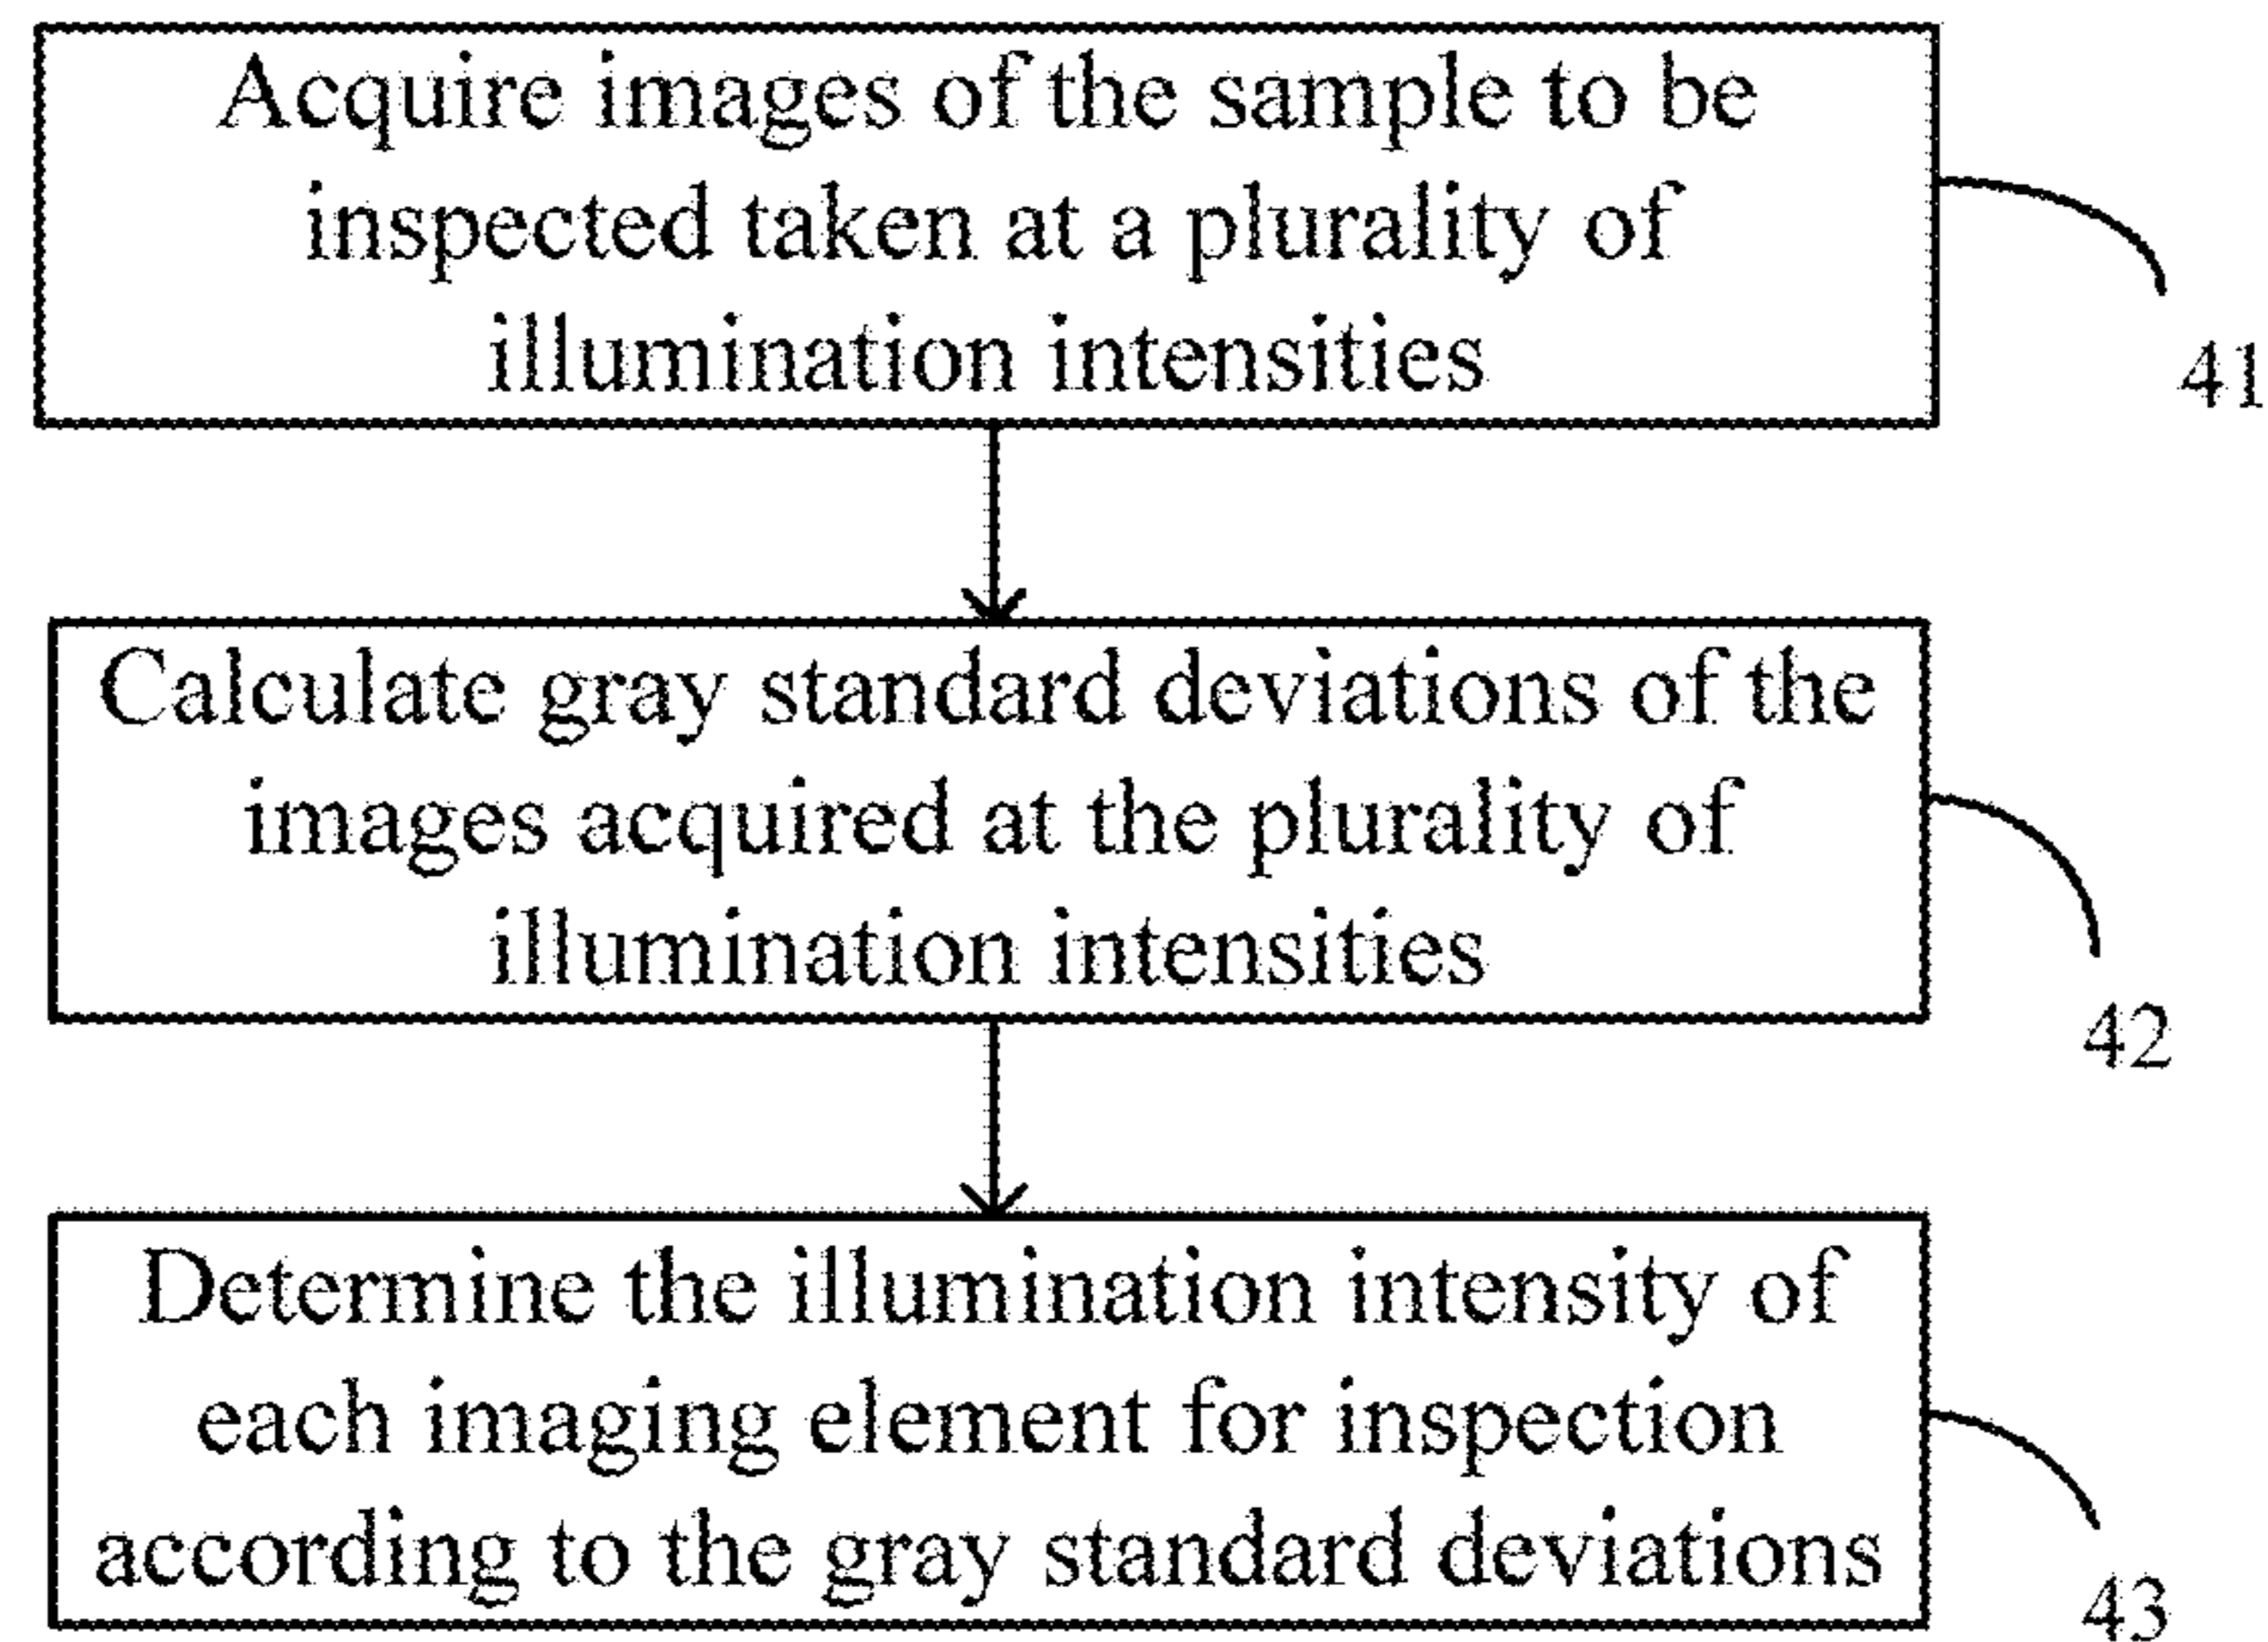 Acquire images of the sample to be
inspected taken at a plurality of
illumination intensities
41
Calculate gray standard deviations of the
images acquired at the plurality of
illumination intensities
42
Determine the illumination intensity of
each imaging element for inspection
according to the gray standard deviations
43